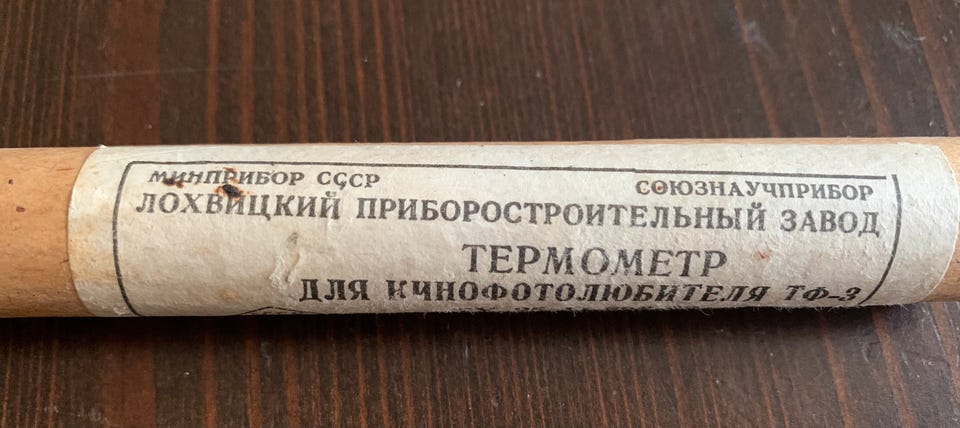 МИНПРИБОР СССР СОЮЗНАУЧПРИБОР
ЛОХВИЦКИЙ ПРИБОРОСТРОИТЕЛЬНЫЙ ЗАВОД
ТЕРМОМЕТР
ДЛЯ КИНОФОТОЛЮБИТЕЛЯ ТФ-3